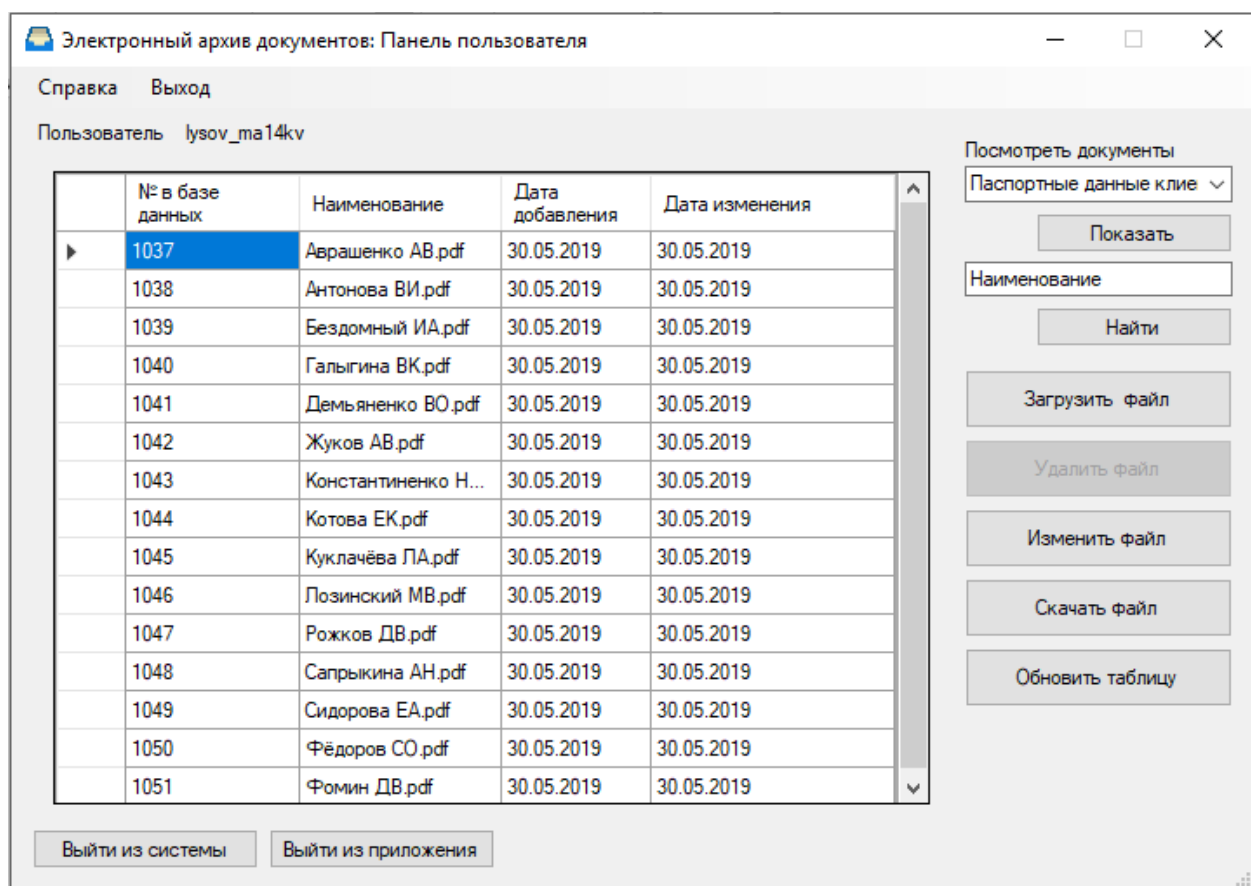 Электронный архив документов: Панель пользователя
Справка Выход
Пользователь lysov_ma14kv
Посмотреть документы
Паспортные данные клие
Показать
Наименование
Найти
Загрузить файл
Удалить файл
Изменить файл
Скачать файл
Обновить таблицу
№ в базе данных Наименование Дата добавления Дата изменения
1037 Аврашенко АВ.pdf 30.05.2019 30.05.2019
1038 Антонова ВИ.pdf 30.05.2019 30.05.2019
1039 Бездомный ИА.pdf 30.05.2019 30.05.2019
1040 Галыгина ВК.pdf 30.05.2019 30.05.2019
1041 Демьяненко ВО.pdf 30.05.2019 30.05.2019
1042 Жуков АВ.pdf 30.05.2019 30.05.2019
1043 Константиненко Н... 30.05.2019 30.05.2019
1044 Котова ЕК.pdf 30.05.2019 30.05.2019
1045 Куклачёва ЛА.pdf 30.05.2019 30.05.2019
1046 Лозинский МВ.pdf 30.05.2019 30.05.2019
1047 Рожков ДВ.pdf 30.05.2019 30.05.2019
1048 Сапрыкина АН.pdf 30.05.2019 30.05.2019
1049 Сидорова ЕА.pdf 30.05.2019 30.05.2019
1050 Фёдоров СО.pdf 30.05.2019 30.05.2019
1051 Фомин ДВ.pdf 30.05.2019 30.05.2019
Выйти из системы Выйти из приложения